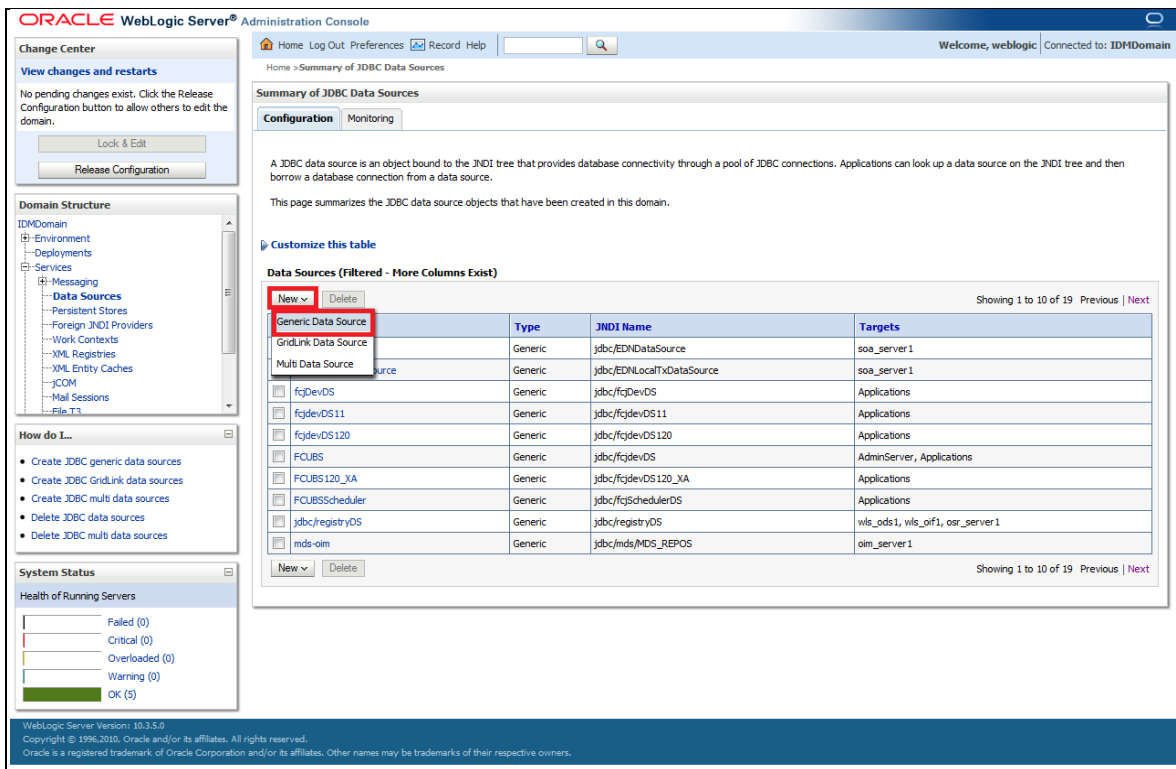 ORACLE WebLogic Server® Administration Console
Change Center
View changes and restarts
No pending changes exist. Click the Release
Configuration button to allow others to edit the
domain.
Lock & Edit
Release Configuration
Domain Structure
IDMDomain
Environment
Deployments
Services
Messaging
Data Sources
Persistent Stores
Foreign JNDI Providers
Work Contexts
XML Registries
XML Entity Caches
jCOM
Mail Sessions
File T3
How do I...
Create JDBC generic data sources
Create JDBC GridLink data sources
Create JDBC multi data sources
Delete JDBC data sources
Delete JDBC multi data sources
System Status
Health of Running Servers
Failed (0)
Critical (0)
Overloaded (0)
Warning (0)
OK (5)
Home Log Out Preferences Record Help
Welcome, weblogic Connected to: IDMDomain
Home >Summary of JDBC Data Sources
Summary of JDBC Data Sources
Configuration Monitoring
A JDBC data source is an object bound to the JNDI tree that provides database connectivity through a pool of JDBC connections. Applications can look up a data source on the JNDI tree and then
borrow a database connection from a data source.
This page summarizes the JDBC data source objects that have been created in this domain.
Customize this table
Data Sources (Filtered - More Columns Exist)
New Delete Showing 1 to 10 of 19 Previous | Next
Generic Data Source
GridLink Data Source
Multi Data Source
Type JNDI Name Targets
Generic jdbc/EDNDataSource soa_server1
ource Generic jdbc/EDNLocalTxDataSource soa_server1
fcjDevDS Generic jdbc/fcjDevDS Applications
fcjdevDS11 Generic jdbc/fcjdevDS11 Applications
fcjdevDS120 Generic jdbc/fcjdevDS120 Applications
FCUBS Generic jdbc/fcjdevDS AdminServer, Applications
FCUBS120_XA Generic jdbc/fcjdevDS120_XA Applications
FCUBSScheduler Generic jdbc/fcjSchedulerDS Applications
jdbc/registryDS Generic jdbc/registryDS wls_ods1, wls_oif1, osr_server1
mds-oim Generic jdbc/mds/MDS_REPOS oim_server1
New Delete Showing 1 to 10 of 19 Previous | Next
WebLogic Server Version: 10.3.5.0
Copyright © 1996,2010, Oracle and/or its affiliates. All rights reserved.
Oracle is a registered trademark of Oracle Corporation and/or its affiliates. Other names may be trademarks of their respective owners.